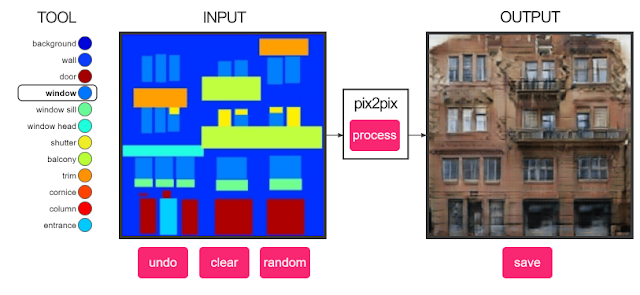 TOOL
INPUT
OUTPUT
background
wall
door
window
window sill
window head
shutter
balcony
trim
cornice
column
entrance
pix2pix
process
undo
clear
random
save